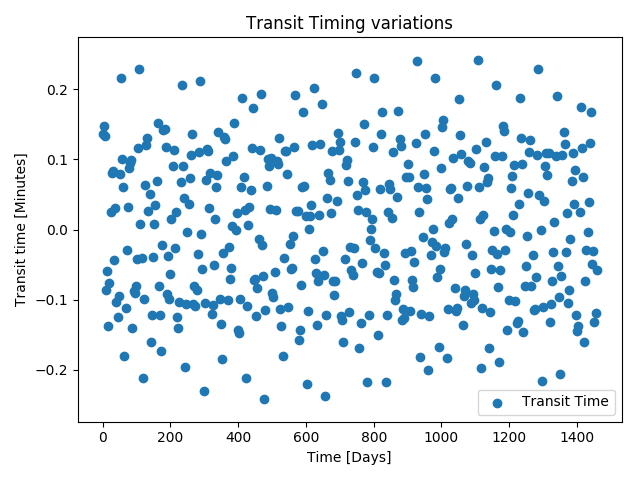 Transit Timing variations
Transit time [Minutes]
0.2
0.1
0.0
−0.1
−0.2
Transit Time
0 200 400 600 800 1000 1200 1400
Time [Days]